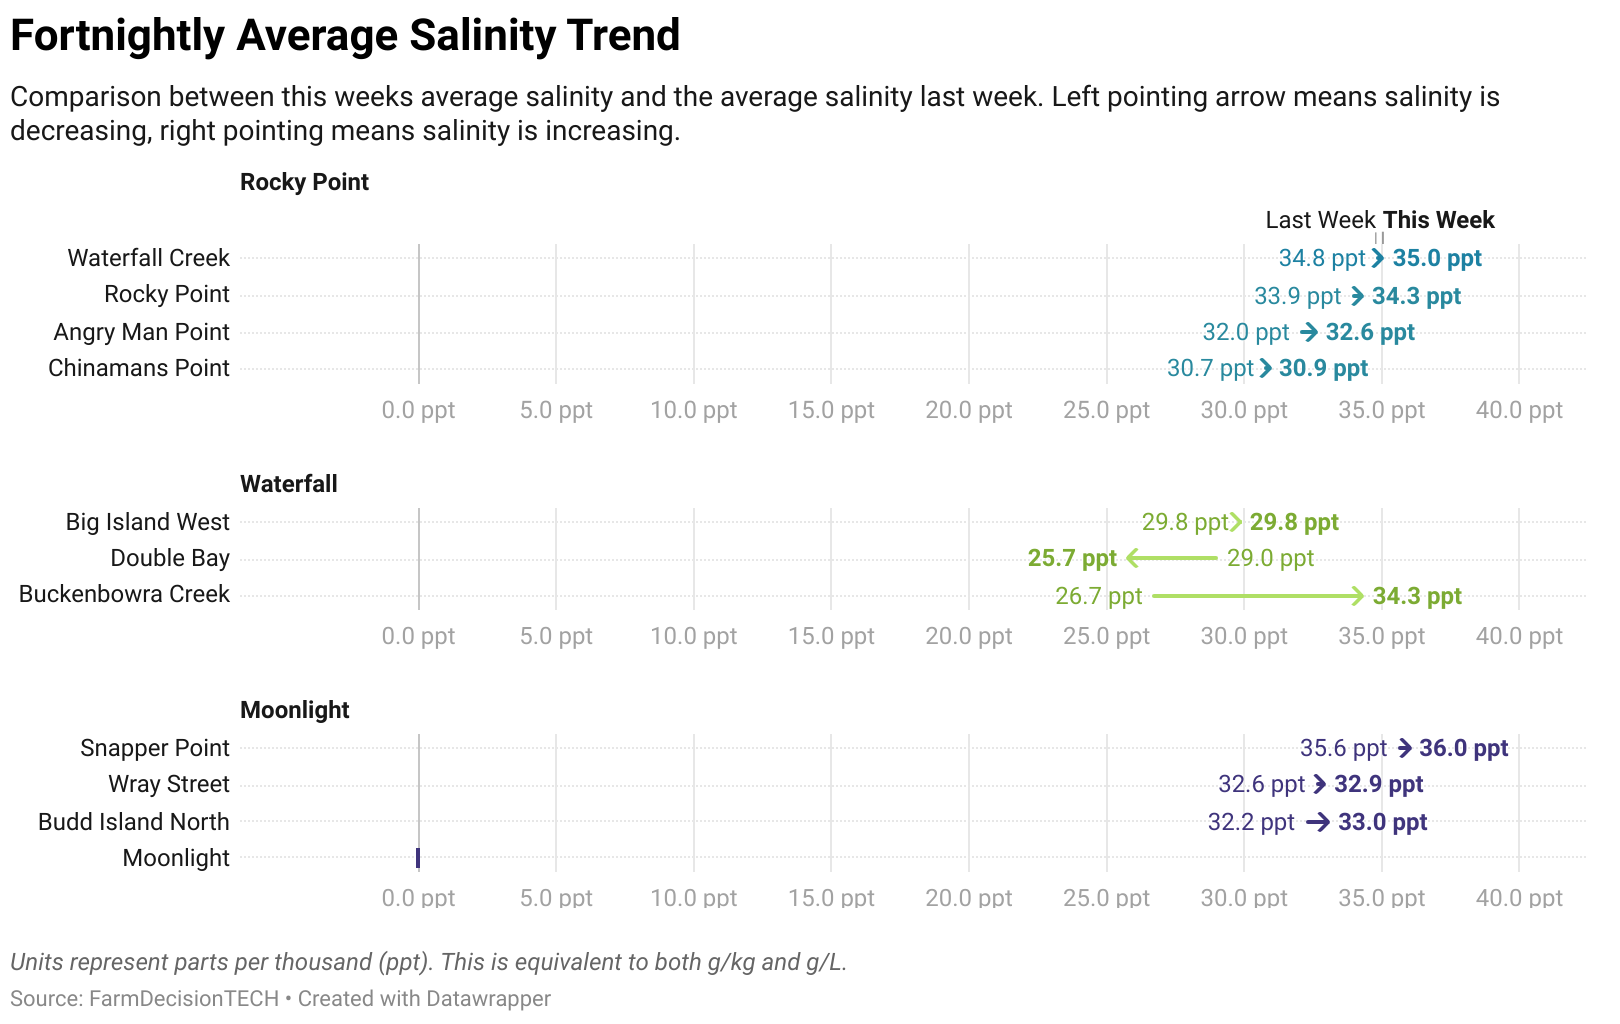 Fortnightly Average Salinity Trend
Comparison between this weeks average salinity and the average salinity last week. Left pointing arrow means salinity is
decreasing, right pointing means salinity is increasing.
Rocky Point
Last Week This Week
Waterfall Creek 34.8 ppt 35.0 ppt
Rocky Point 33.9 ppt 34.3 ppt
Angry Man Point 32.0 ppt 32.6 ppt
Chinamans Point 30.7 ppt 30.9 ppt
0.0 ppt 5.0 ppt 10.0 ppt 15.0 ppt 20.0 ppt 25.0 ppt 30.0 ppt 35.0 ppt 40.0 ppt
Waterfall
Big Island West 29.8 ppt 29.8 ppt
Double Bay 25.7 ppt 29.0 ppt
Buckenbowra Creek 26.7 ppt 34.3 ppt
0.0 ppt 5.0 ppt 10.0 ppt 15.0 ppt 20.0 ppt 25.0 ppt 30.0 ppt 35.0 ppt 40.0 ppt
Moonlight
Snapper Point 35.6 ppt 36.0 ppt
Wray Street 32.6 ppt 32.9 ppt
Budd Island North 32.2 ppt 33.0 ppt
Moonlight
0.0 ppt 5.0 ppt 10.0 ppt 15.0 ppt 20.0 ppt 25.0 ppt 30.0 ppt 35.0 ppt 40.0 ppt
Units represent parts per thousand (ppt). This is equivalent to both g/kg and g/L.
Source: FarmDecisionTECH • Created with Datawrapper